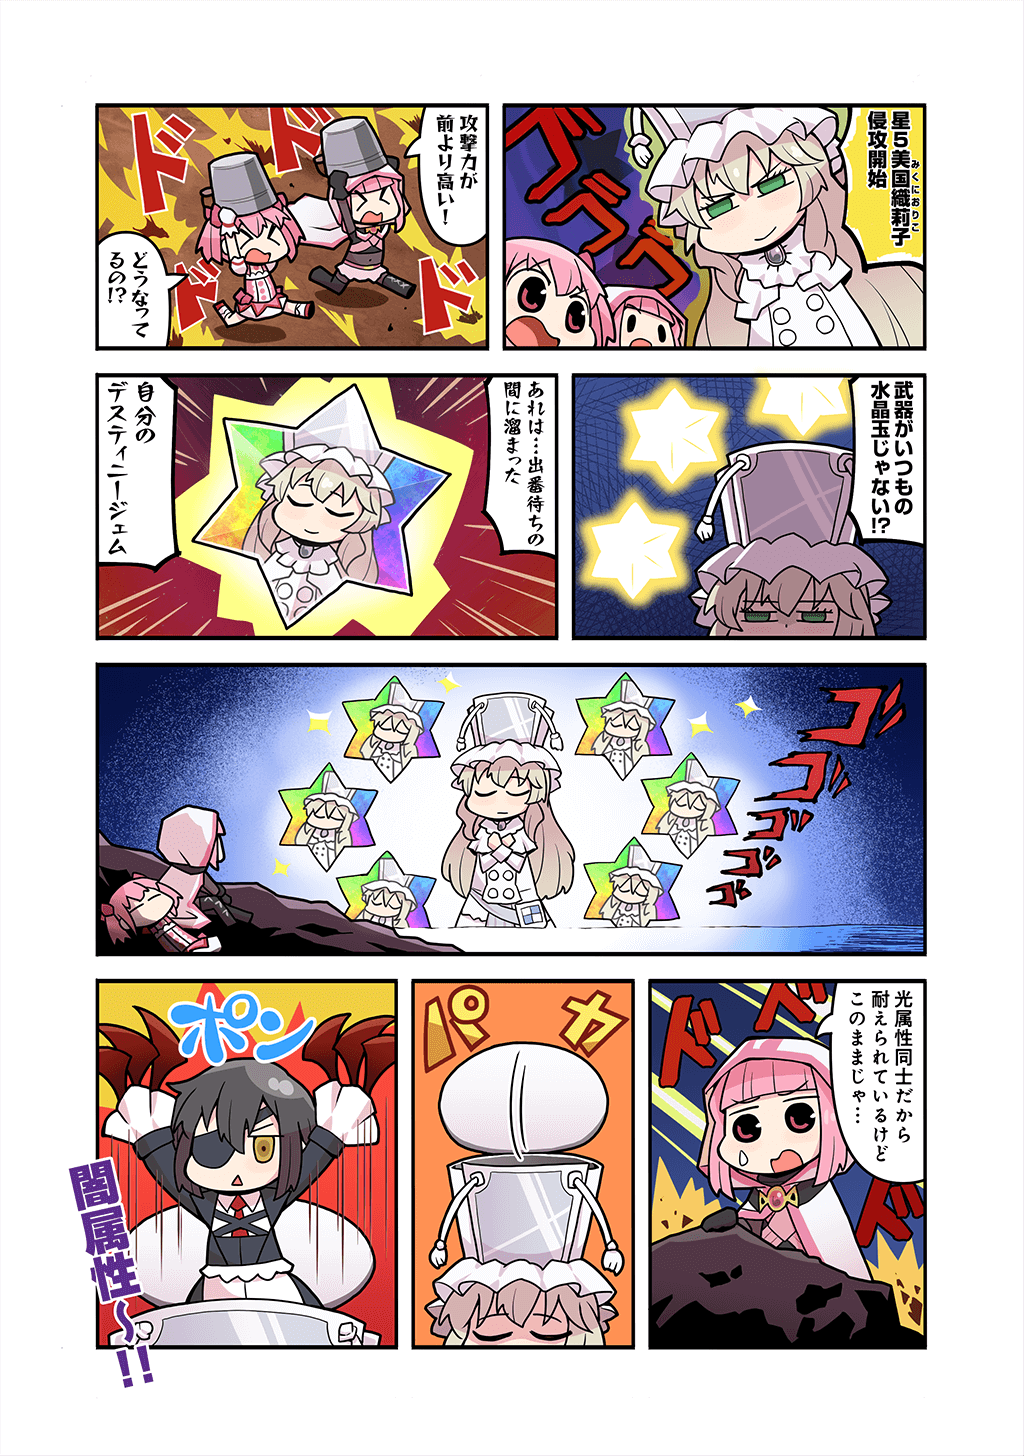 星5美国織莉子
みくにおりこ
侵攻開始
ズラララ
攻撃力が
前より高い！
どうなって
るの!?
ドドドド
武器がいつもの
水晶玉じゃない!?
あれは…出番待ちの
間に溜まった
自分の
デスティニージェム
ゴゴゴゴゴ
光属性同士だから
耐えられているけど
このままじゃ…
ドドド
パカ
ポン
闇属性～!!